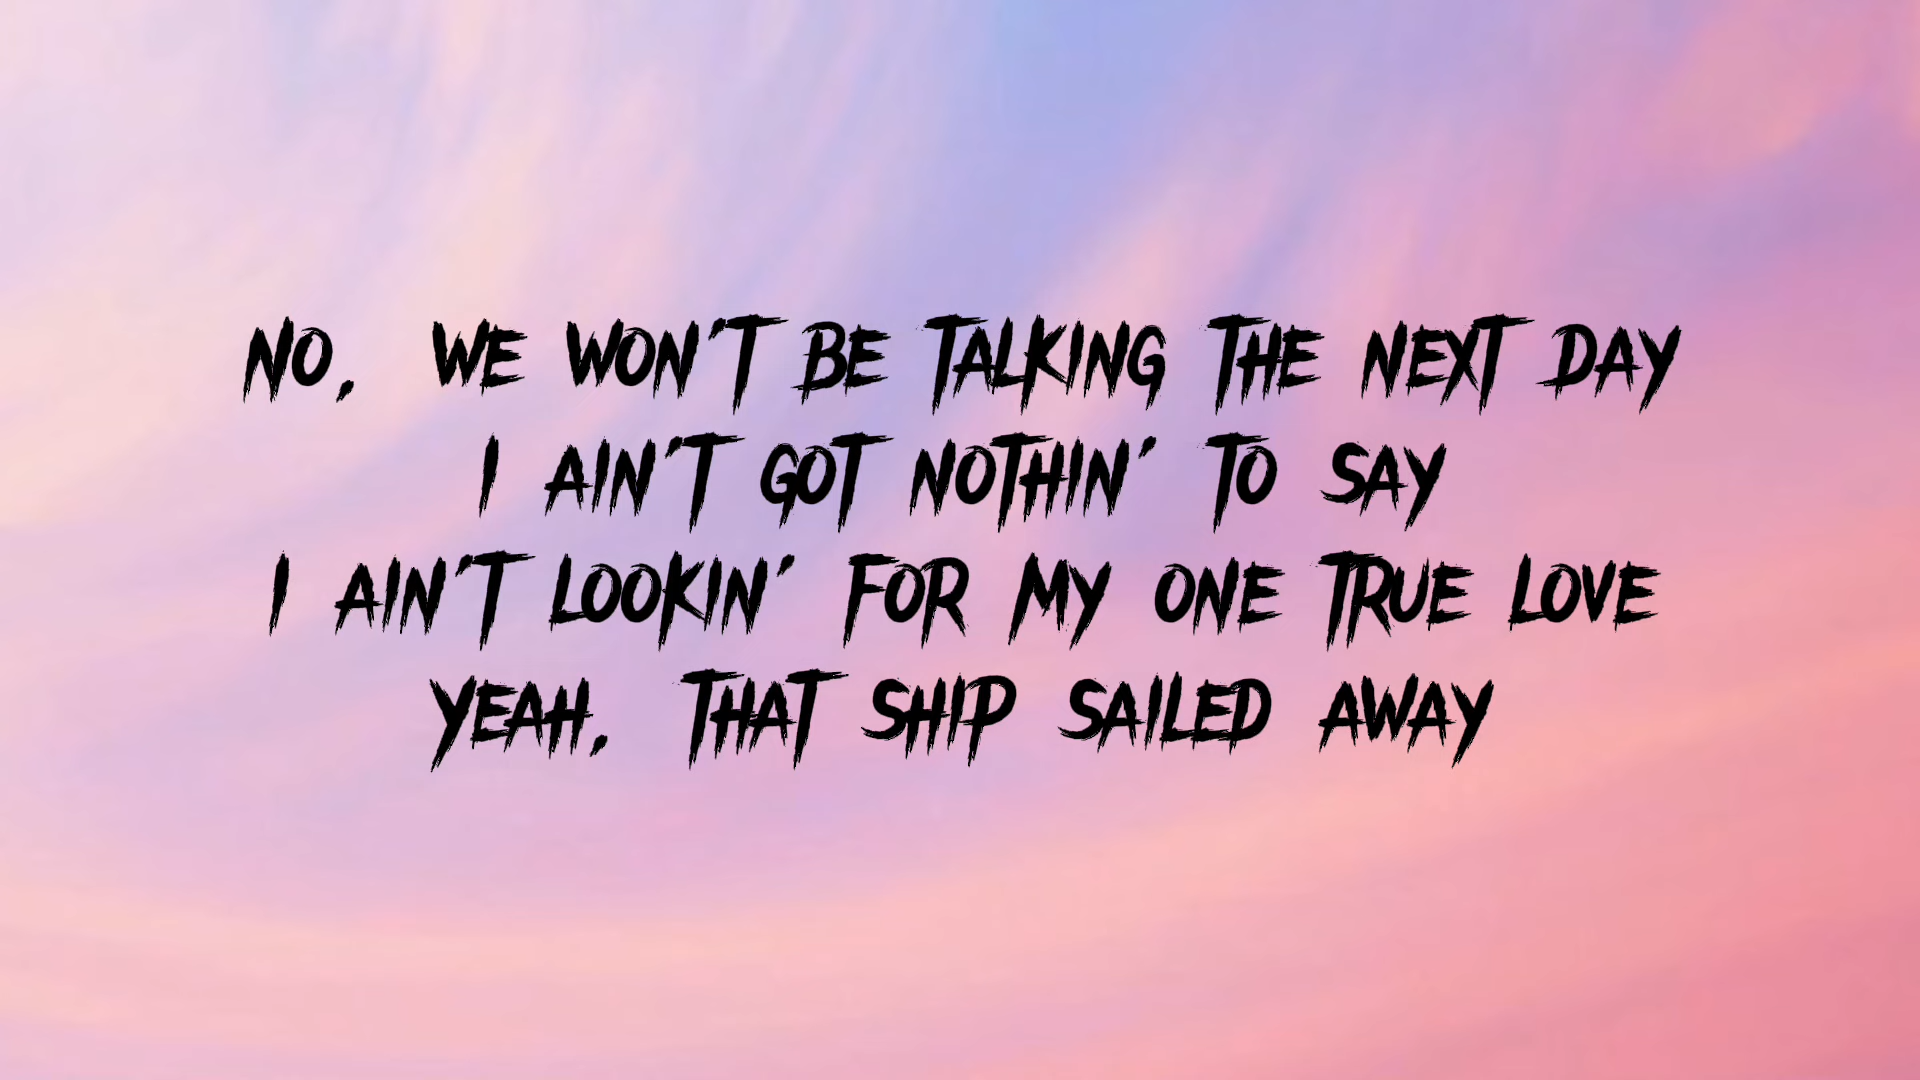 NO, WE WON'T BE TALKING THE NEXT DAY
I AIN'T GOT NOTHIN' TO SAY
I AIN'T LOOKIN' FOR MY ONE TRUE LOVE
YEAH, THAT SHIP SAILED AWAY